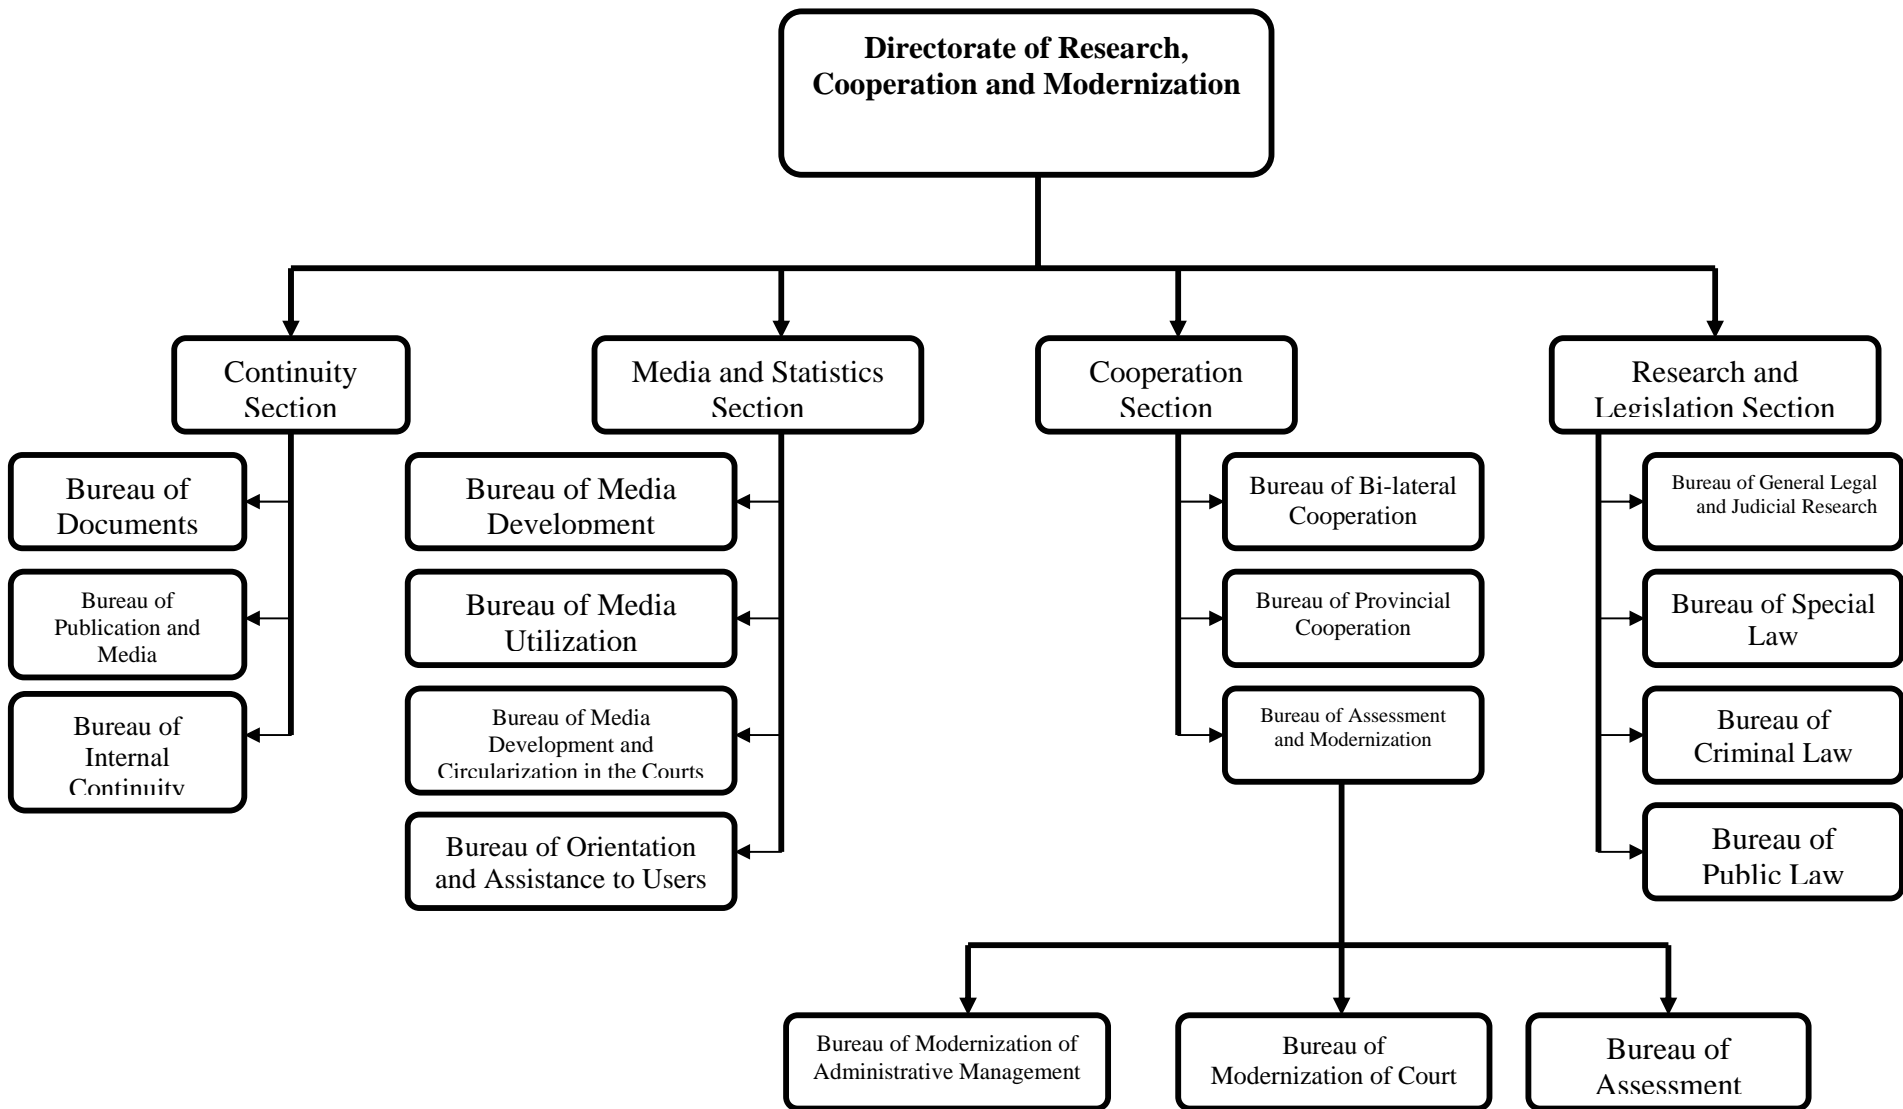 Directorate of Research,
Cooperation and Modernization
Continuity
Section
Media and Statistics
Section
Cooperation
Section
Research and
Legislation Section
Bureau of
Documents
Bureau of
Publication and
Media
Bureau of
Internal
Continuity
Bureau of Media
Development
Bureau of Media
Utilization
Bureau of Media
Development and
Circularization in the Courts
Bureau of Orientation
and Assistance to Users
Bureau of Bi-lateral
Cooperation
Bureau of Provincial
Cooperation
Bureau of Assessment
and Modernization
Bureau of General Legal
and Judicial Research
Bureau of Special
Law
Bureau of
Criminal Law
Bureau of
Public Law
Bureau of Modernization of
Administrative Management
Bureau of
Modernization of Court
Bureau of
Assessment